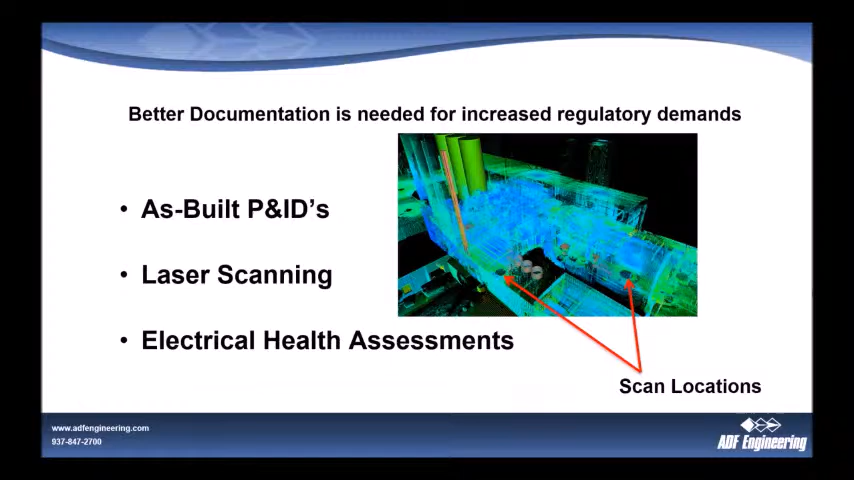 Better Documentation is needed for increased regulatory demands
• As-Built P&ID's
• Laser Scanning
• Electrical Health Assessments
Scan Locations
www.adfengineering.com
937-847-2700
ADF Engineering